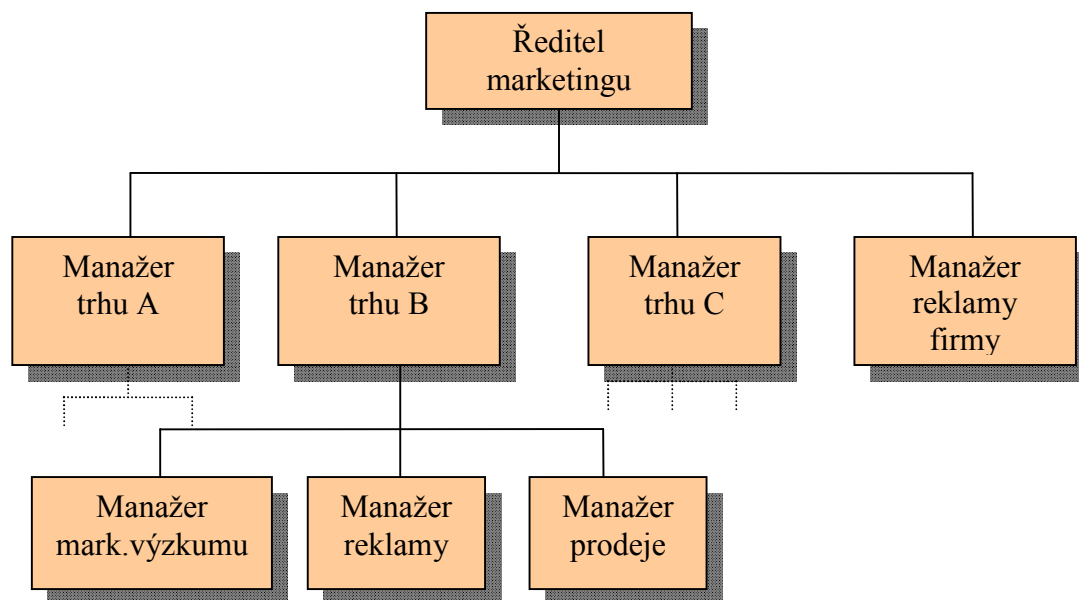 Ředitel
marketingu
Manažer
trhu A
Manažer
trhu B
Manažer
trhu C
Manažer
reklamy
firmy
Manažer
mark.výzkumu
Manažer
reklamy
Manažer
prodeje